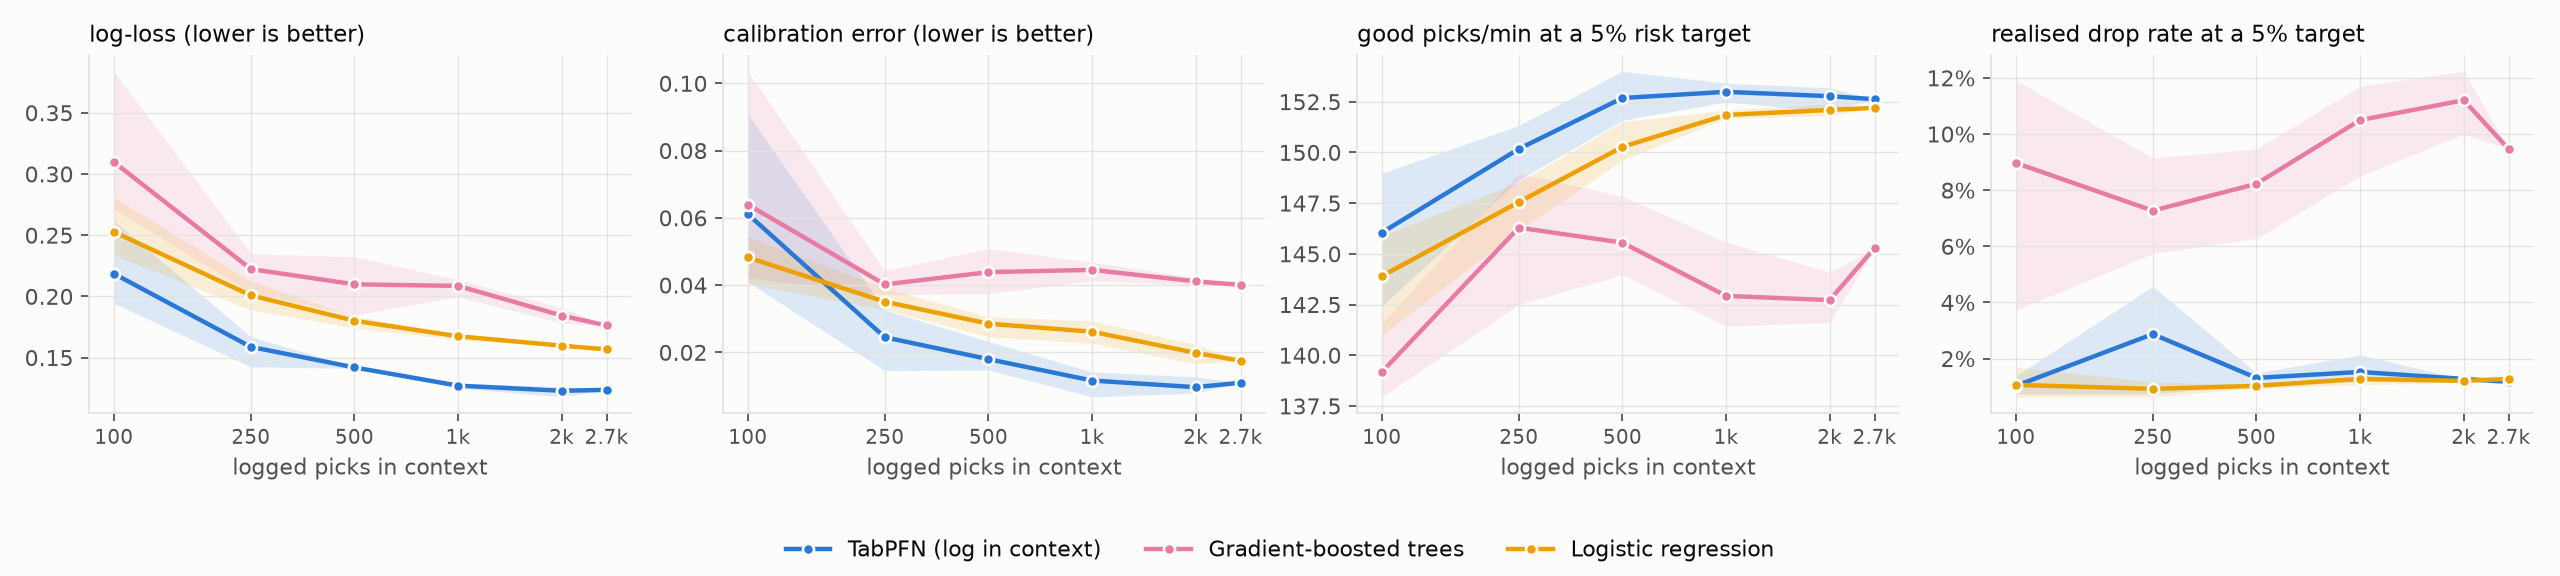 log-loss (lower is better)
0.35
0.30
0.25
0.20
0.15
100 250 500 1k 2k 2.7k
logged picks in context
calibration error (lower is better)
0.10
0.08
0.06
0.04
0.02
100 250 500 1k 2k 2.7k
logged picks in context
good picks/min at a 5% risk target
152.5
150.0
147.5
145.0
142.5
140.0
137.5
100 250 500 1k 2k 2.7k
logged picks in context
realised drop rate at a 5% target
12%
10%
8%
6%
4%
2%
100 250 500 1k 2k 2.7k
logged picks in context
TabPFN (log in context) Gradient-boosted trees Logistic regression